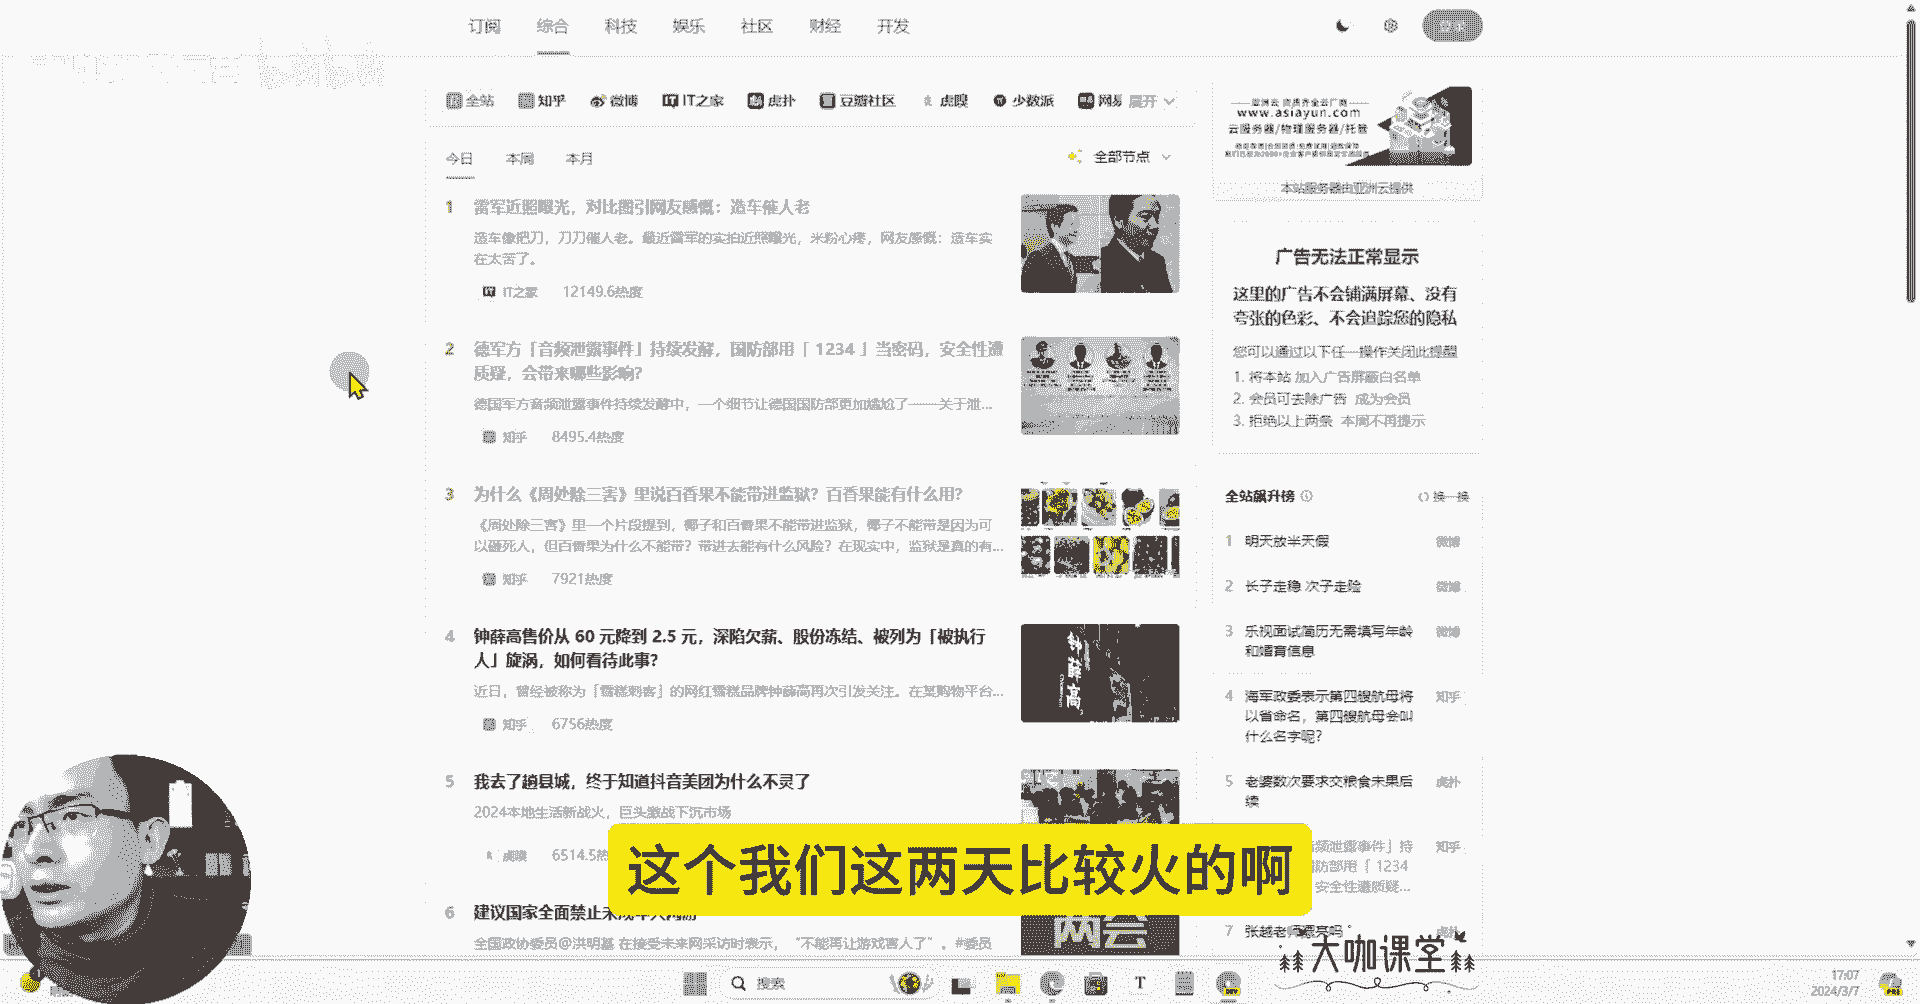 订阅 综合 科技 娱乐 社区 财经 开发
全站 知乎 微博 IT之家 虎扑 豆瓣社区 虎嗅 少数派 网易 展开
www.asiayun.com
云服务器/物理服务器/托管
本站服务器由亚洲云提供
今日 本周 本月 全部节点
1 雷军近照曝光，对比图引网友感慨：造车催人老
造车像把刀，刀刀催人老。最近雷军的实拍近照曝光，米粉心疼，网友感慨：造车实
在太苦了。
IT之家 12149.6热度
2 德军方「音频泄露事件」持续发酵，国防部用「 1234 」当密码，安全性遭
质疑，会带来哪些影响？
德国军方音频泄露事件持续发酵中，一个细节让德国国防部更加尴尬了——关于泄...
知乎 8495.4热度
3 为什么《周处除三害》里说百香果不能带进监狱？百香果能有什么用？
《周处除三害》里一个片段提到，椰子和百香果不能带进监狱，椰子不能带是因为可
以砸死人，但百香果为什么不能带？带进去能有什么风险？在现实中，监狱是真的有...
知乎 7921热度
4 钟薛高售价从 60 元降到 2.5 元，深陷欠薪、股份冻结、被列为「被执行
人」旋涡，如何看待此事？
近日，曾经被称为「雪糕刺客」的网红雪糕品牌钟薛高再次引发关注。在某购物平台...
知乎 6756热度
钟薛高
5 我去了趟县城，终于知道抖音美团为什么不灵了
2024本地生活新战火，巨头激战下沉市场
虎嗅 6514.5热
6 建议国家全面禁止未成年人网游
全国政协委员@洪明基 在接受未来网采访时表示，“不能再让游戏害人了”。#委员
广告无法正常显示
这里的广告不会铺满屏幕、没有
夸张的色彩、不会追踪您的隐私
您可以通过以下任一操作关闭此提醒
1. 将本站 加入广告屏蔽白名单
2. 会员可去除广告 成为会员
3. 拒绝以上两条 本周不再提示
全站飙升榜 换一换
1 明天放半天假 微博
2 长子走稳 次子走险 微博
3 乐视面试简历无需填写年龄 微博
和婚育信息
4 海军政委表示第四艘航母将 知乎
以省命名，第四艘航母会叫
什么名字呢？
5 老婆数次要求交粮食未果后 虎扑
续
频泄露事件」持 知乎
防部用「 1234
安全性遭质疑...
7 张越老师漂亮吗 虎扑
这个我们这两天比较火的啊
大咖课堂
搜索
T
DEV
17:07
2024/3/7
PRE